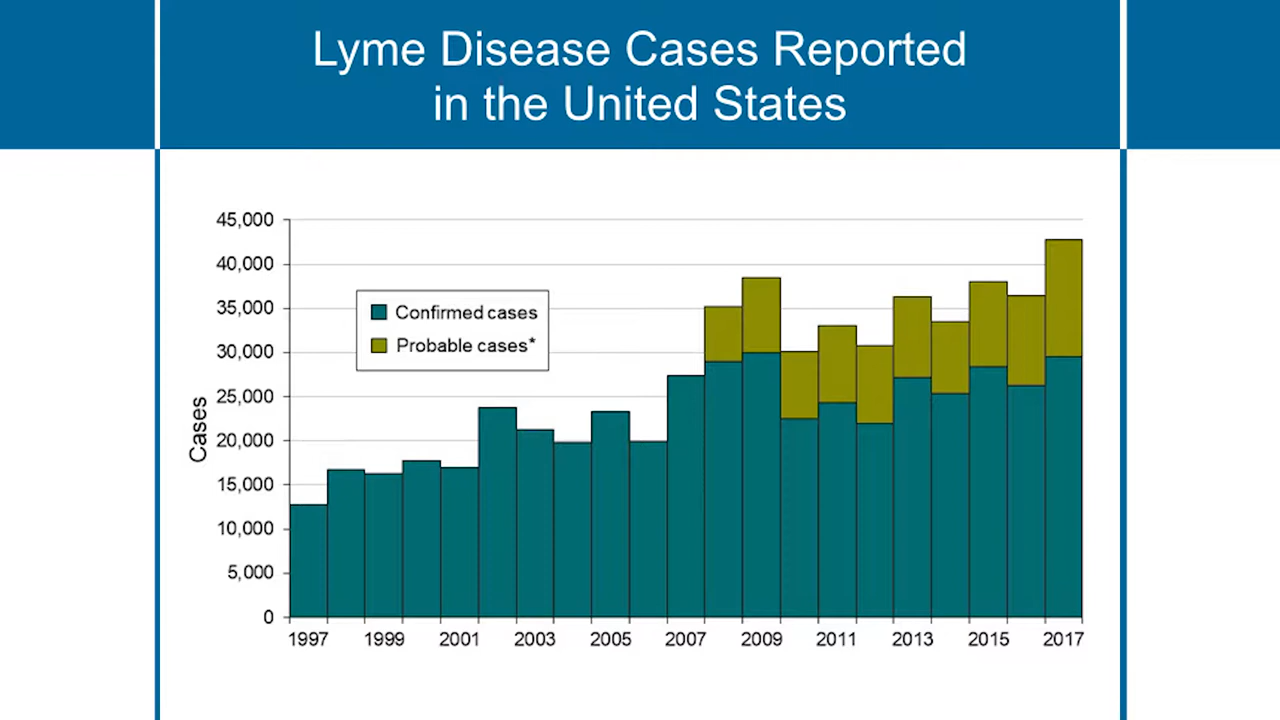 Lyme Disease Cases Reported
in the United States
45,000
40,000
35,000
30,000
25,000
20,000
15,000
10,000
5,000
0
Cases
Confirmed cases
Probable cases*
1997 1999 2001 2003 2005 2007 2009 2011 2013 2015 2017